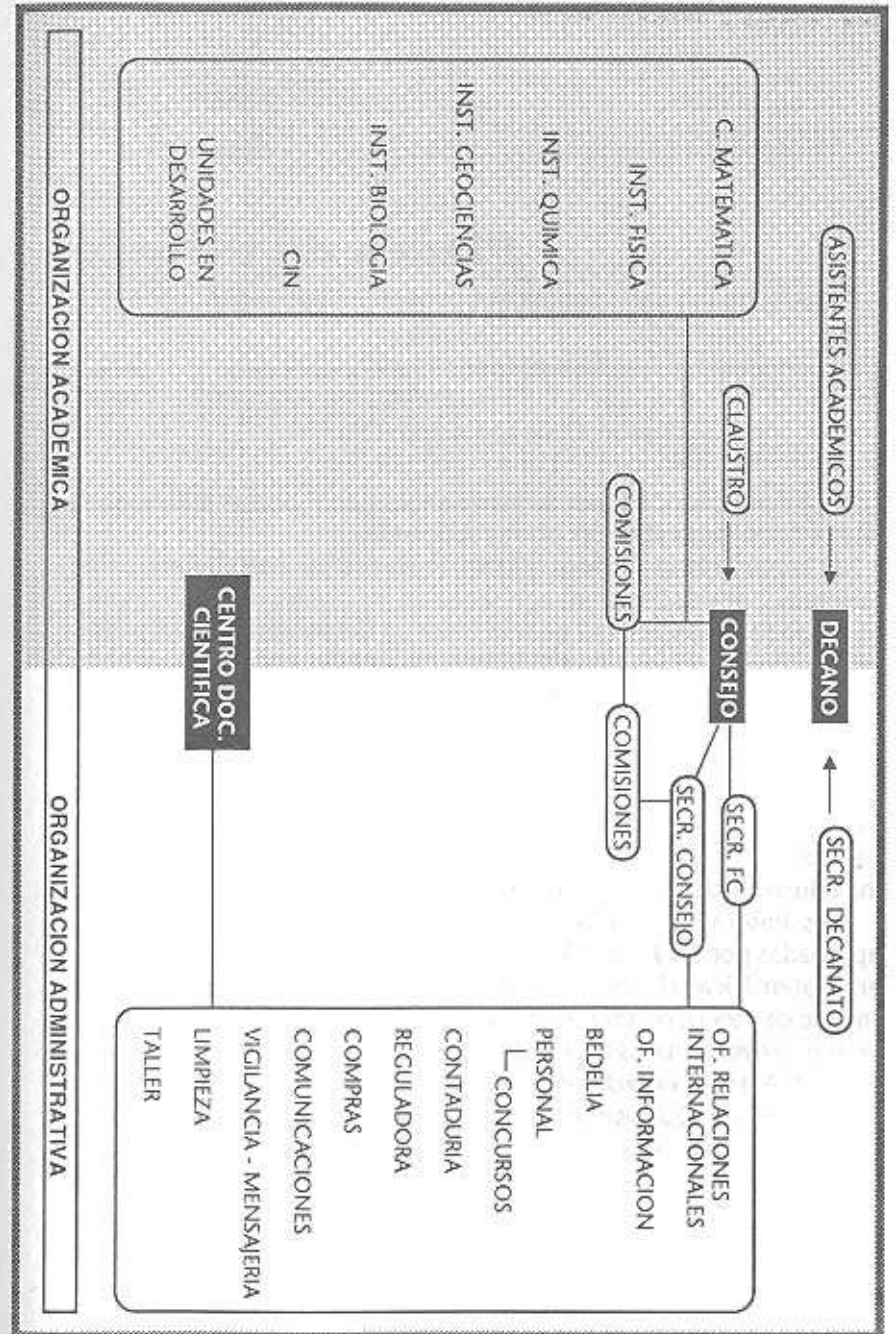 ASISTENTES ACADEMICOS
DECANO
SECR. DECANATO
CLAUSTRO
CONSEJO
SECR. FC
SECR. CONSEJO
COMISIONES
COMISIONES
C. MATEMATICA
INST. FISICA
INST. QUIMICA
INST. GEOCIENCIAS
INST. BIOLOGIA
CIN
UNIDADES EN
DESARROLLO
OF. RELACIONES
INTERNACIONALES
OF. INFORMACION
BEDELIA
PERSONAL
CONCURSOS
CONTADURIA
REGULADORA
COMPRAS
COMUNICACIONES
VIGILANCIA - MENSAJERIA
LIMPIEZA
TALLER
CENTRO DOC.
CIENTIFICA
ORGANIZACION ACADEMICA
ORGANIZACION ADMINISTRATIVA